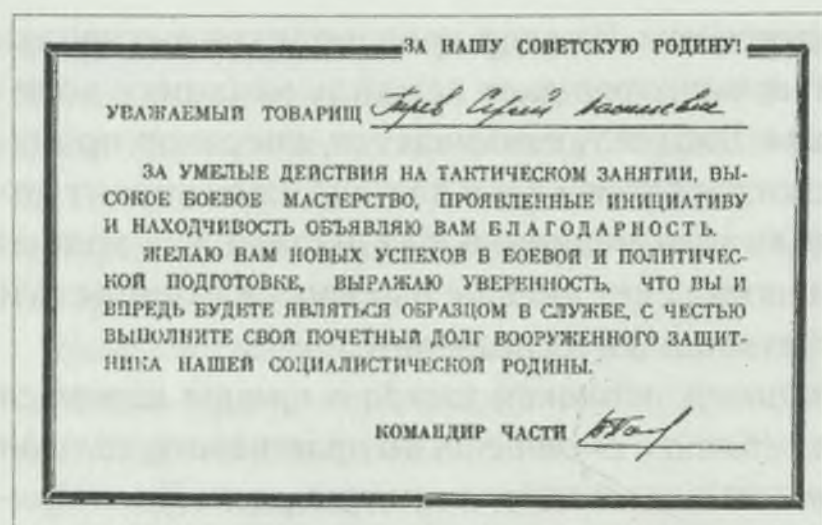 ЗА НАШУ СОВЕТСКУЮ РОДИНУ!
УВАЖАЕМЫЙ ТОВАРИЩ Сергей Васильевич
ЗА УМЕЛЫЕ ДЕЙСТВИЯ НА ТАКТИЧЕСКОМ ЗАНЯТИИ, ВЫ-
СОКОЕ БОЕВОЕ МАСТЕРСТВО, ПРОЯВЛЕННЫЕ ИНИЦИАТИВУ
И НАХОДЧИВОСТЬ ОБЪЯВЛЯЮ ВАМ БЛАГОДАРНОСТЬ.
ЖЕЛАЮ ВАМ НОВЫХ УСПЕХОВ В БОЕВОЙ И ПОЛИТИЧЕС-
КОЙ ПОДГОТОВКЕ, ВЫРАЖАЮ УВЕРЕННОСТЬ, ЧТО ВЫ И
ВПРЕДЬ БУДЕТЕ ЯВЛЯТЬСЯ ОБРАЗЦОМ В СЛУЖБЕ, С ЧЕСТЬЮ
ВЫПОЛНИТЕ СВОЙ ПОЧЕТНЫЙ ДОЛГ ВООРУЖЕННОГО ЗАЩИТ-
НИКА НАШЕЙ СОЦИАЛИСТИЧЕСКОЙ РОДИНЫ.
КОМАНДИР ЧАСТИ